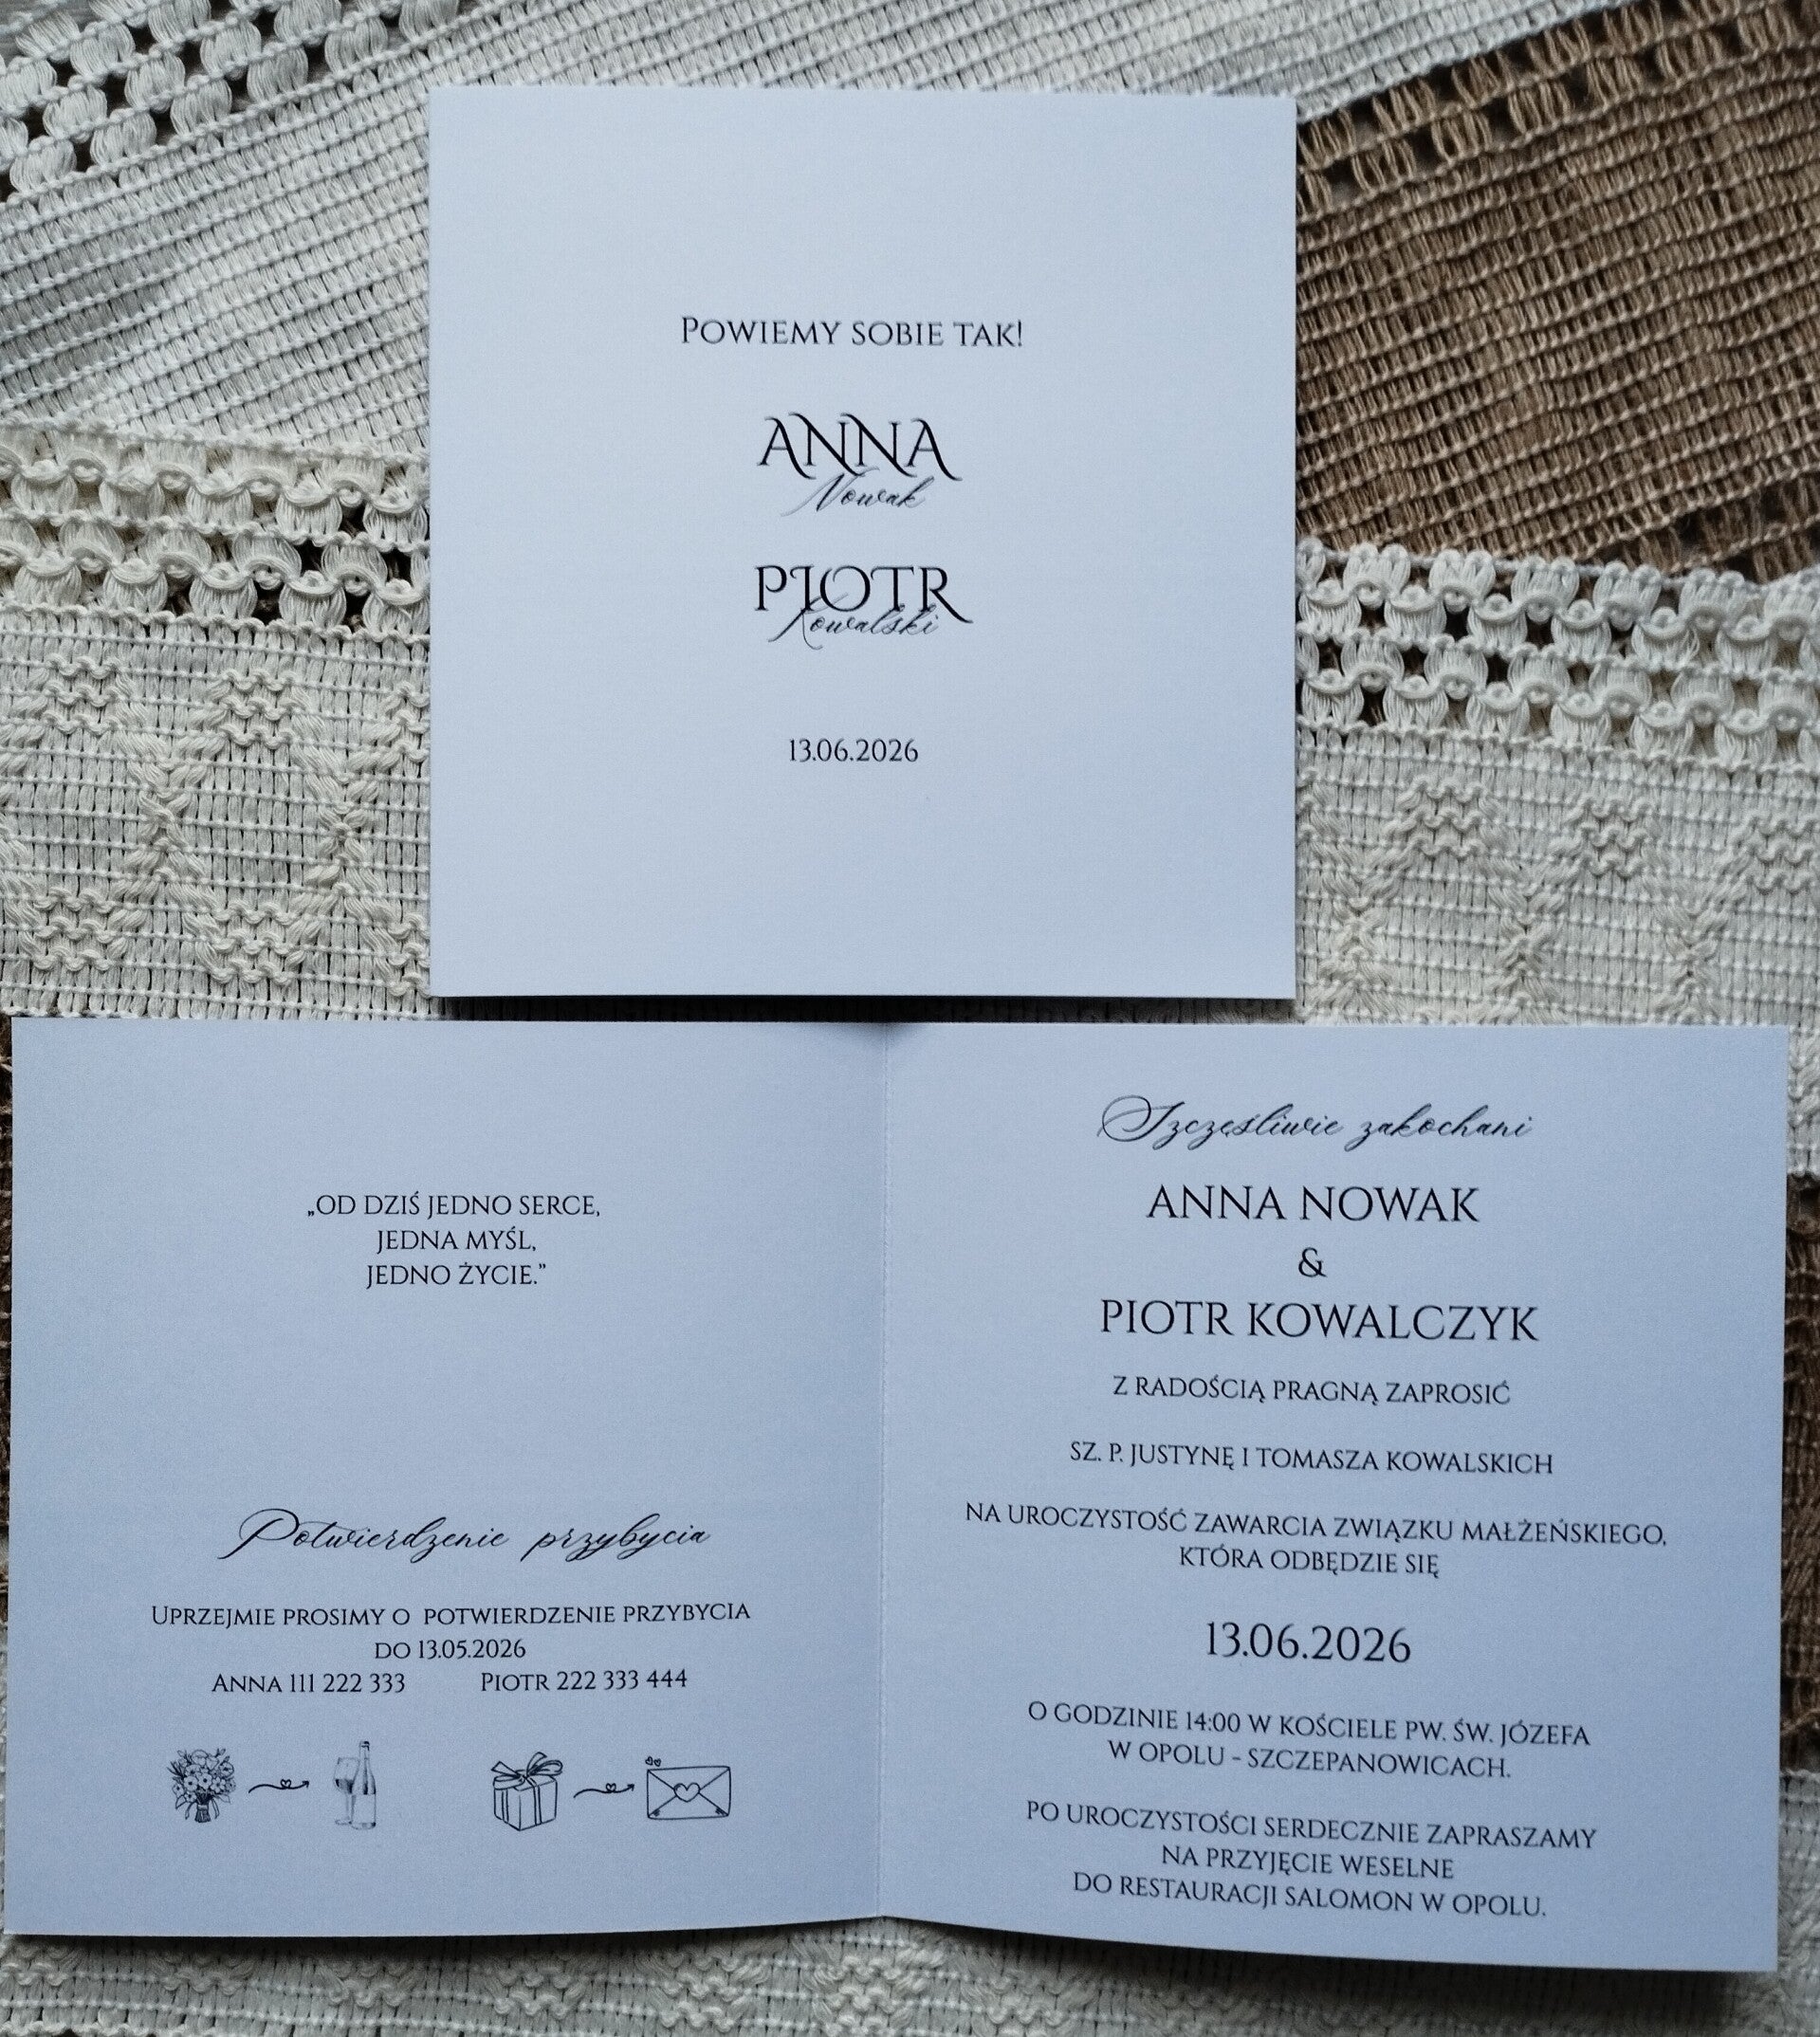 Powiemy sobie tak!
ANNA
Nowak
PIOTR
Kowalski
13.06.2026
„OD DZIŚ JEDNO SERCE,
JEDNA MYŚL,
JEDNO ŻYCIE.”
Potwierdzenie przybycia
Uprzejmie prosimy o potwierdzenie przybycia
do 13.05.2026
Anna 111 222 333 Piotr 222 333 444
Szczęśliwie zakochani
ANNA NOWAK
&
PIOTR KOWALCZYK
Z RADOŚCIĄ PRAGNĄ ZAPROSIĆ
SZ. P. JUSTYNĘ I TOMASZA KOWALSKICH
NA UROCZYSTOŚĆ ZAWARCIA ZWIĄZKU MAŁŻEŃSKIEGO,
KTÓRA ODBĘDZIE SIĘ
13.06.2026
O GODZINIE 14:00 W KOŚCIELE PW. ŚW. JÓZEFA
W OPOLU - SZCZEPANOWICACH.
PO UROCZYSTOŚCI SERDECZNIE ZAPRASZAMY
NA PRZYJĘCIE WESELNE
DO RESTAURACJI SALOMON W OPOLU.